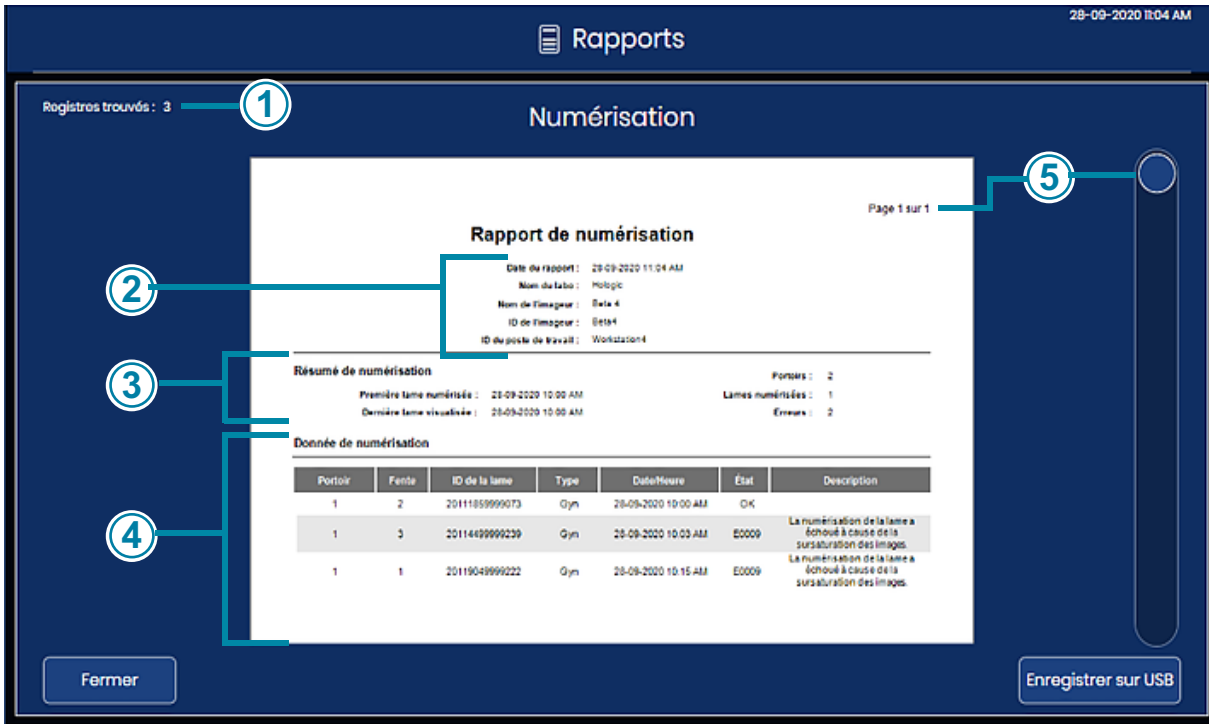 28-09-2020 11:04 AM
Rapports
Registres trouvés : 3
1
Numérisation
5
Page 1 sur 1
Rapport de numérisation
2
Date du rapport : 28-09-2020 11:04 AM
Nom du labo : Hologic
Nom de l'imageur : Beta 4
ID de l'imageur : Beta4
ID du poste de travail : Workstation4
3
Résumé de numérisation
Portoirs : 2
Première lame numérisée : 28-09-2020 10:00 AM Lames numérisées : 1
Dernière lame visualisée : 28-09-2020 10:00 AM Erreurs : 2
4
Donnée de numérisation
Portoir Fente ID de la lame Type Date/Heure État Description
1 2 20111859999073 Gyn 28-09-2020 10:00 AM OK
1 3 20114499999239 Gyn 28-09-2020 10:03 AM E0009 La numérisation de la lame a
échoué à cause de la
sursaturation des images.
1 1 20119049999222 Gyn 28-09-2020 10:15 AM E0009 La numérisation de la lame a
échoué à cause de la
sursaturation des images.
Fermer
Enregistrer sur USB